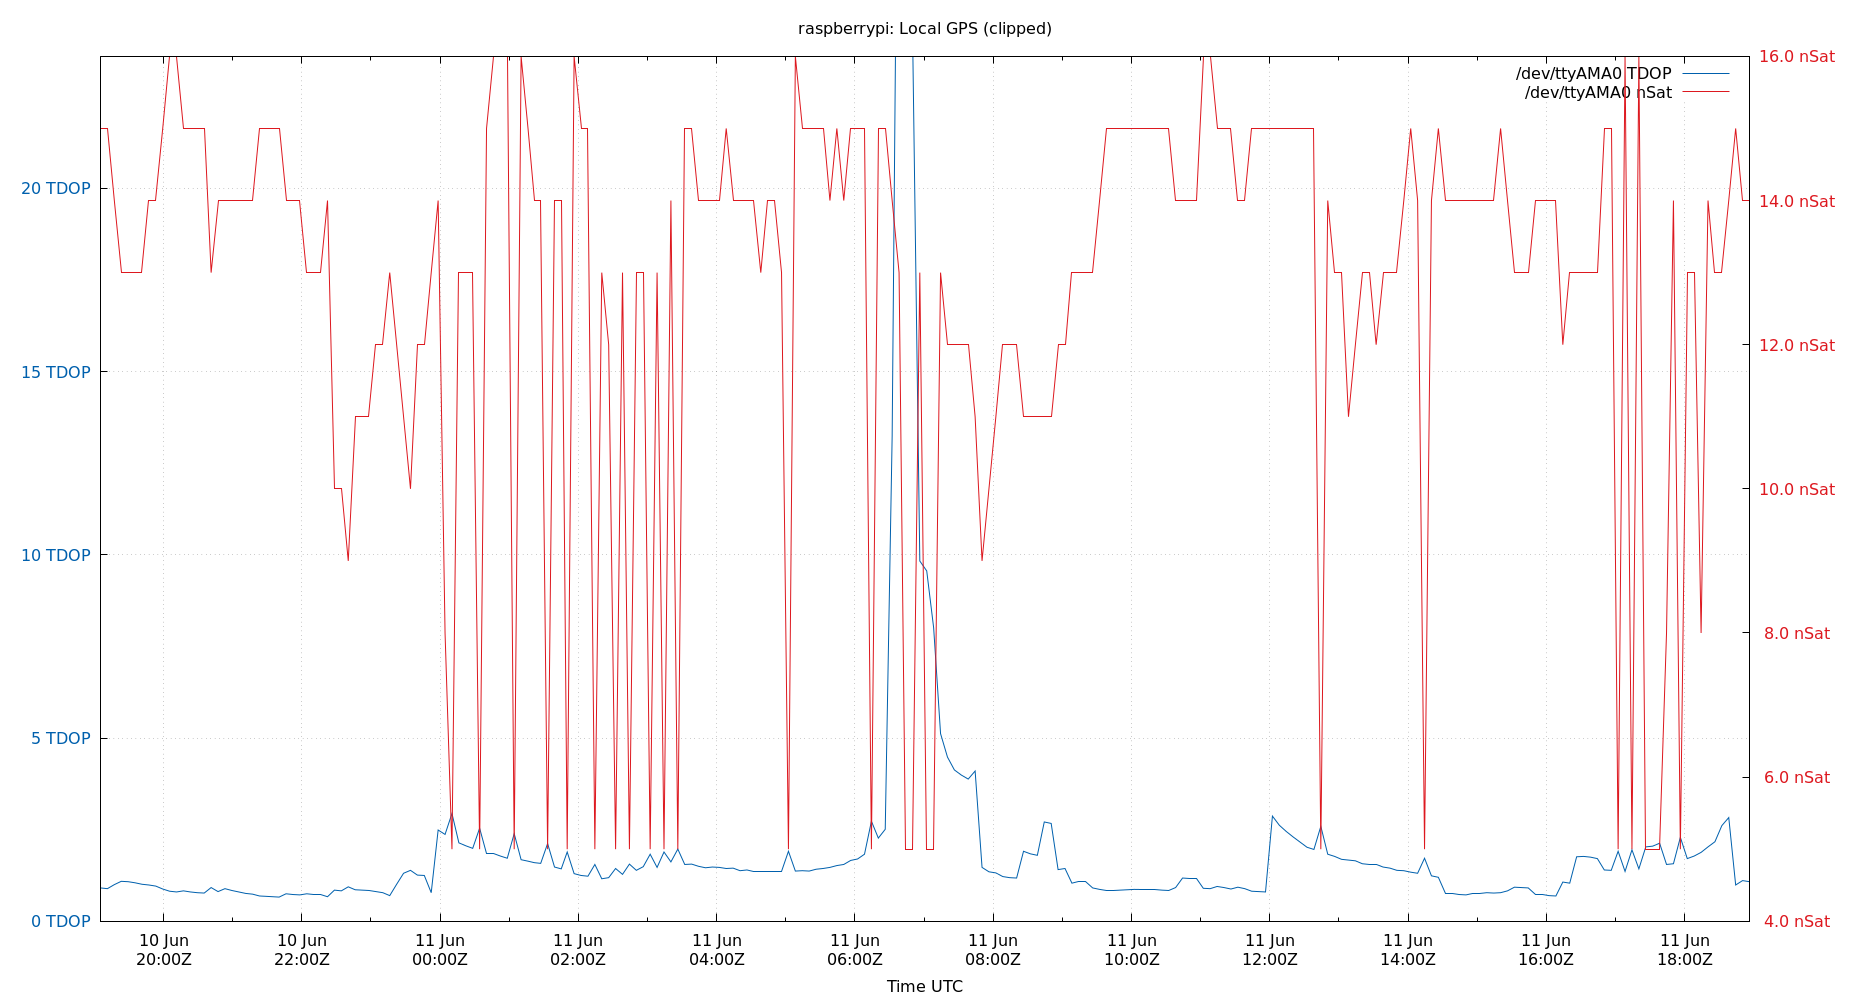 raspberrypi: Local GPS (clipped)
/dev/ttyAMA0 TDOP
/dev/ttyAMA0 nSat
20 TDOP
15 TDOP
10 TDOP
5 TDOP
0 TDOP
16.0 nSat
14.0 nSat
12.0 nSat
10.0 nSat
8.0 nSat
6.0 nSat
4.0 nSat
10 Jun
20:00Z
10 Jun
22:00Z
11 Jun
00:00Z
11 Jun
02:00Z
11 Jun
04:00Z
11 Jun
06:00Z
11 Jun
08:00Z
11 Jun
10:00Z
11 Jun
12:00Z
11 Jun
14:00Z
11 Jun
16:00Z
11 Jun
18:00Z
Time UTC